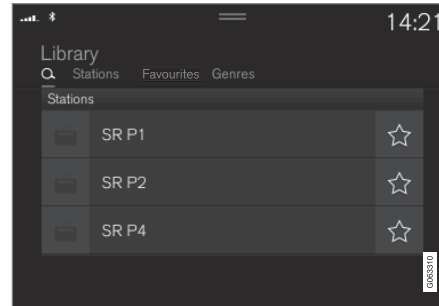 14:21
Library
Stations Favourites Genres
Stations
SR P1
SR P2
SR P4
G063310